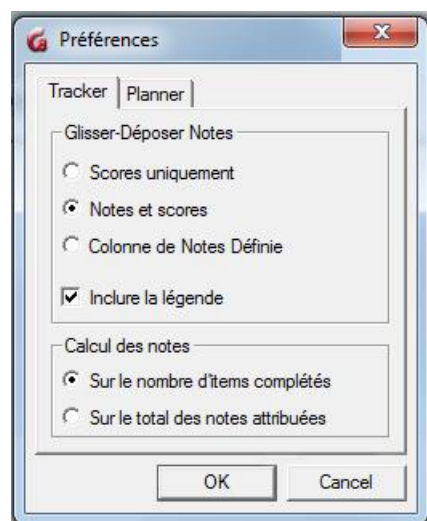 Préférences
Tracker Planner
Glisser-Déposer Notes
Scores uniquement
Notes et scores
Colonne de Notes Définie
Inclure la légende
Calcul des notes
Sur le nombre d'items complétés
Sur le total des notes attribuées
OK Cancel